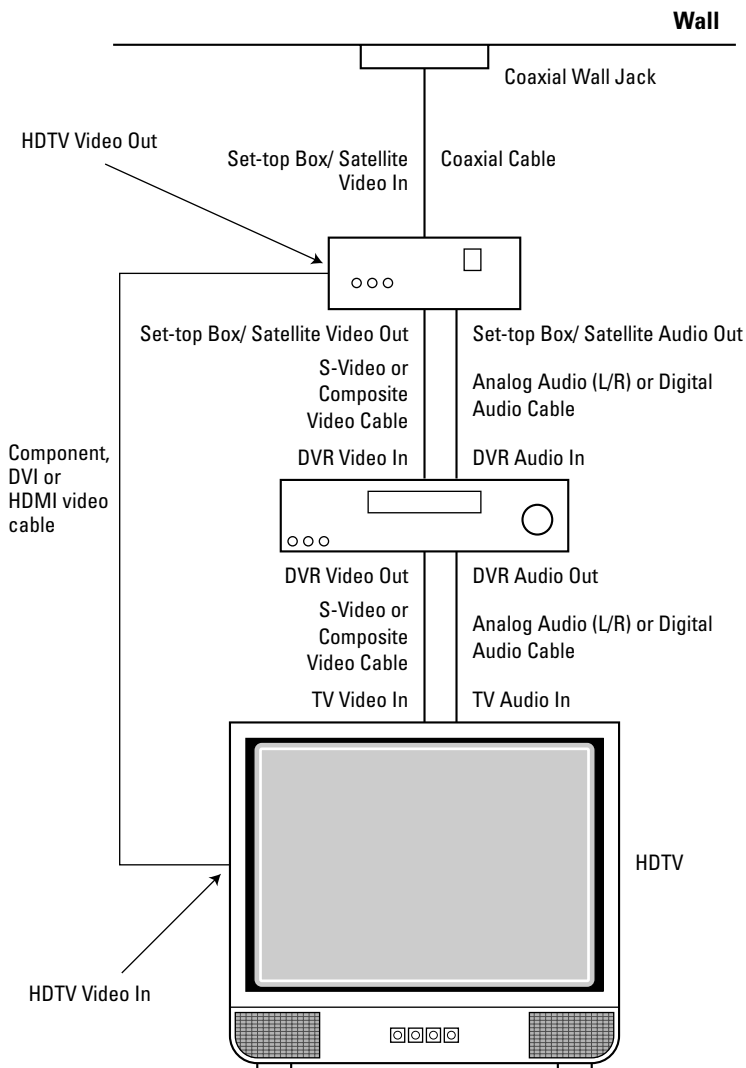 Wall
Coaxial Wall Jack
HDTV Video Out
Set-top Box/ Satellite
Video In
Coaxial Cable
Set-top Box/ Satellite Video Out
Set-top Box/ Satellite Audio Out
S-Video or
Composite
Video Cable
Analog Audio (L/R) or Digital
Audio Cable
DVR Video In
DVR Audio In
Component,
DVI or
HDMI video
cable
DVR Video Out
DVR Audio Out
S-Video or
Composite
Video Cable
Analog Audio (L/R) or Digital
Audio Cable
TV Video In
TV Audio In
HDTV
HDTV Video In